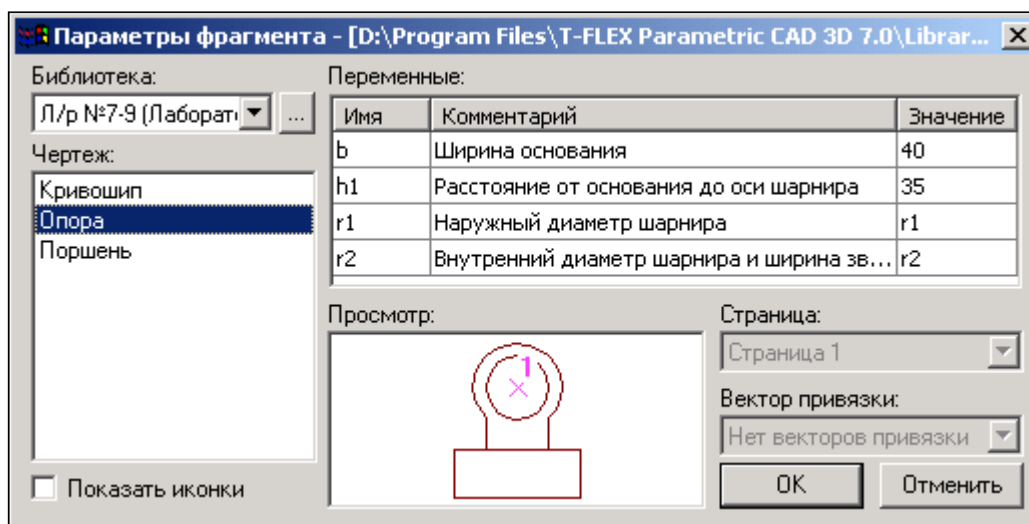 Параметры фрагмента - [D:\Program Files\T-FLEX Parametric CAD 3D 7.0\Librar...
Библиотека:
Л/р №7-9 (Лаборат
...
Чертеж:
Кривошип
Опора
Поршень
Показать иконки
Переменные:
Имя Комментарий Значение
b Ширина основания 40
h1 Расстояние от основания до оси шарнира 35
r1 Наружный диаметр шарнира r1
r2 Внутренний диаметр шарнира и ширина зв... r2
Просмотр:
1
Страница:
Страница 1
Вектор привязки:
Нет векторов привязки
OK Отменить